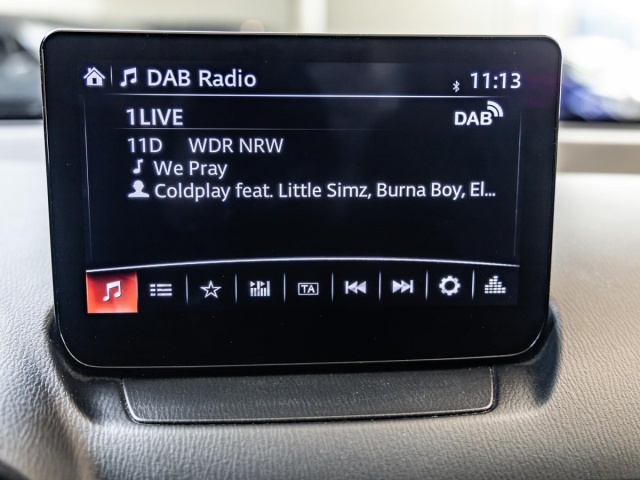 DAB Radio 11:13
1LIVE DAB
11D WDR NRW
We Pray
Coldplay feat. Little Simz, Burna Boy, El...
TA